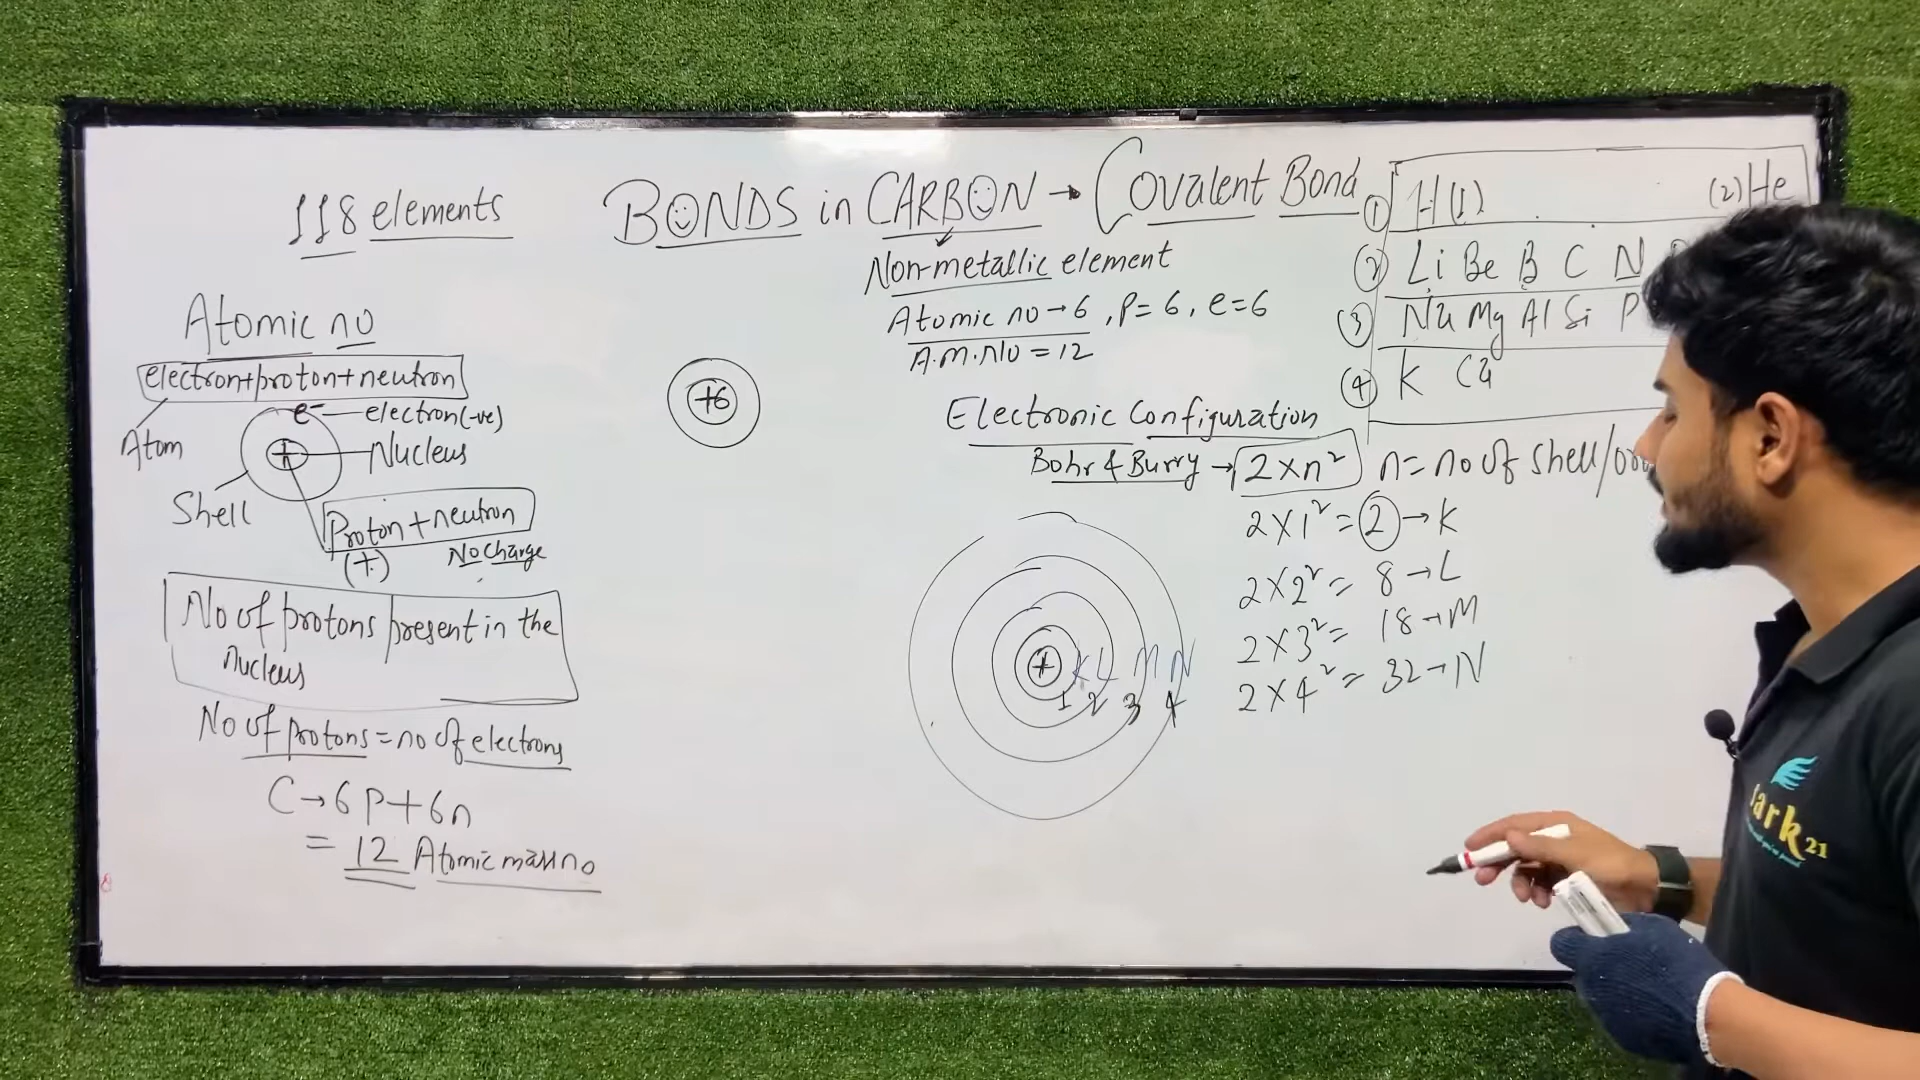 118 elements
BONDS in CARBON → Covalent Bond
Non-metallic element
Atomic no → 6, P = 6, e = 6
A.M.No = 12
① H(1) (2)He
② Li Be B C N
③ Na Mg Al Si P
④ K Ca
Atomic no
electron+proton+neutron
Atom
e⁻
electron(-ve)
+
Nucleus
Shell
Proton + neutron
(+) No charge
No of protons present in the
nucleus
No of protons = no of electrons
C → 6P + 6n
= 12 Atomic mass no
+6
Electronic Configuration
Bohr & Burry → 2×n² n = no of shell/
2×1² = 2 → K
2×2² = 8 → L
2×3² = 18 → M
2×4² = 32 → N
+ K L M N
1 2 3 4
ark
21